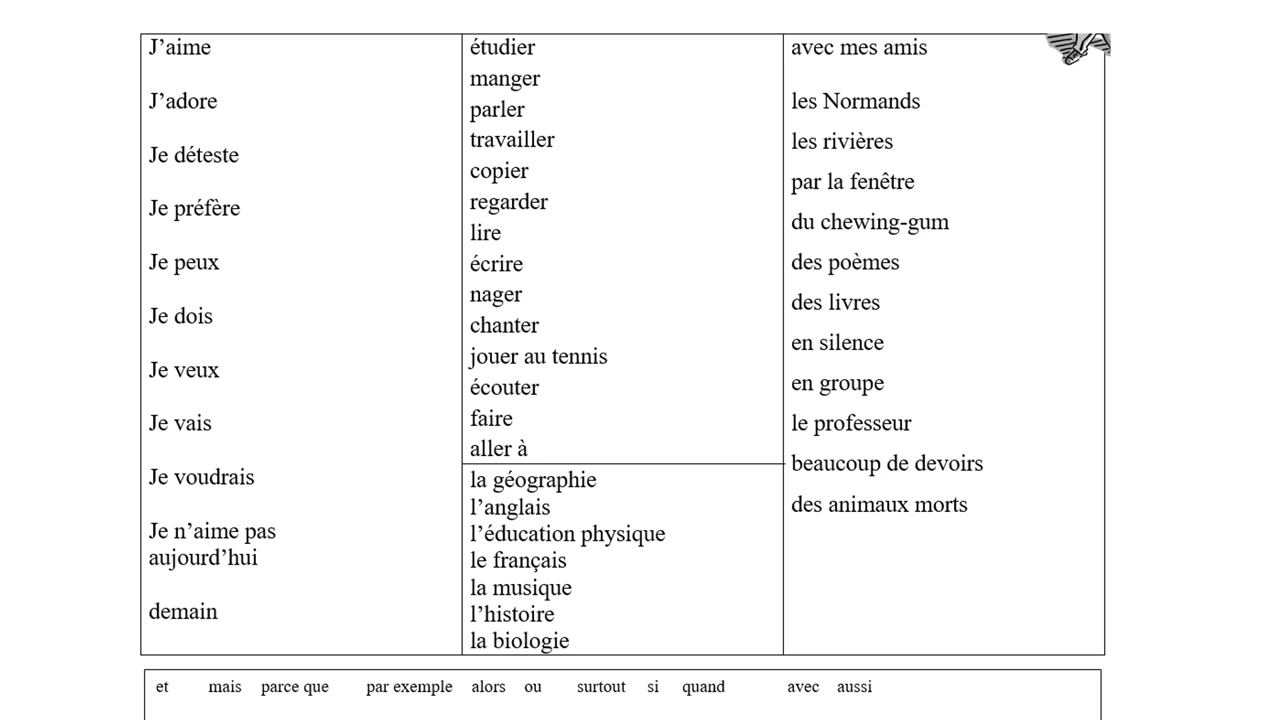 J'aime
J'adore
Je déteste
Je préfère
Je peux
Je dois
Je veux
Je vais
Je voudrais
Je n'aime pas
aujourd'hui
demain
étudier
manger
parler
travailler
copier
regarder
lire
écrire
nager
chanter
jouer au tennis
écouter
faire
aller à
la géographie
l'anglais
l'éducation physique
le français
la musique
l'histoire
la biologie
avec mes amis
les Normands
les rivières
par la fenêtre
du chewing-gum
des poèmes
des livres
en silence
en groupe
le professeur
beaucoup de devoirs
des animaux morts
et mais parce que par exemple alors ou surtout si quand avec aussi